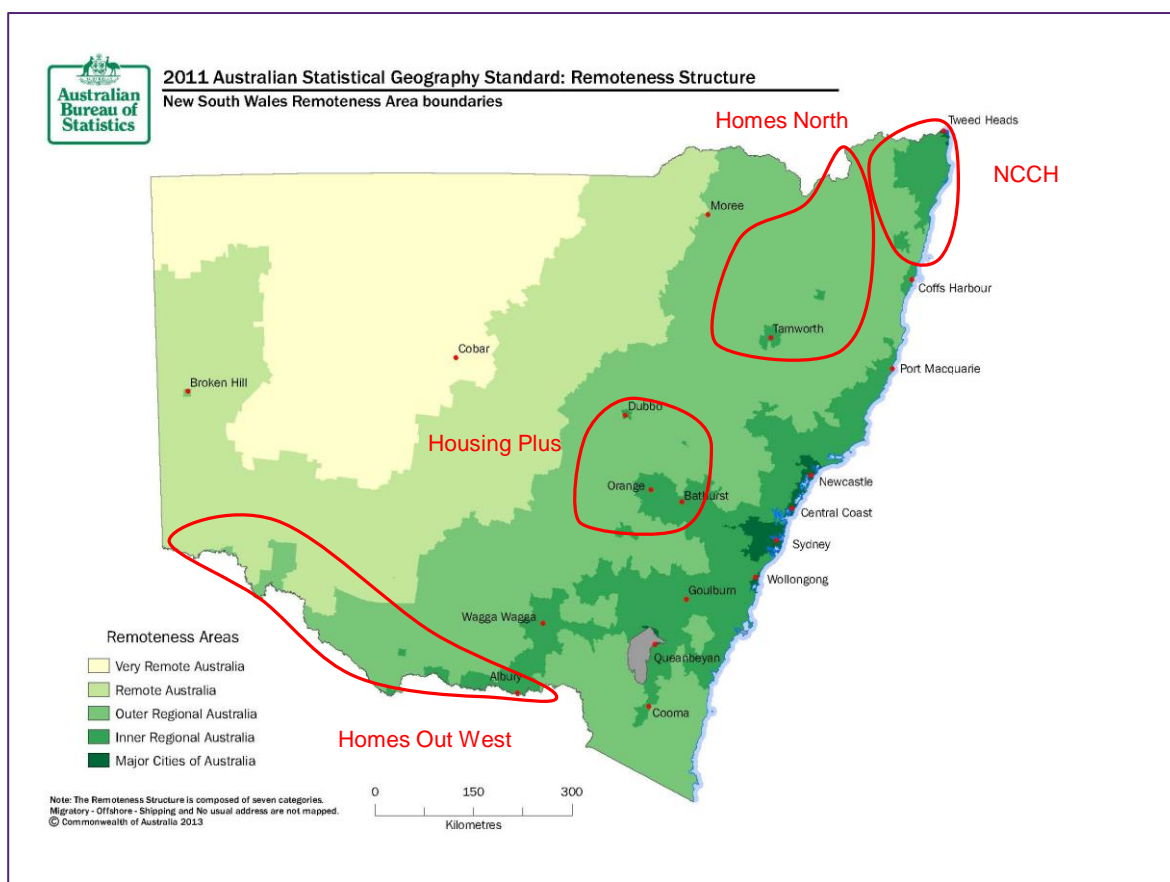 Australian
Bureau of
Statistics
2011 Australian Statistical Geography Standard: Remoteness Structure
New South Wales Remoteness Area boundaries
Homes North
Tweed Heads
NCCH
Moree
Coffs Harbour
Tamworth
Cobar
Port Macquarie
Broken Hill
Dubbo
Housing Plus
Newcastle
Orange
Bathurst
Central Coast
Sydney
Wollongong
Goulburn
Wagga Wagga
Queanbeyan
Albury
Cooma
Homes Out West
Remoteness Areas
Very Remote Australia
Remote Australia
Outer Regional Australia
Inner Regional Australia
Major Cities of Australia
0 150 300
Kilometres
Note: The Remoteness Structure is composed of seven categories.
Migratory - Offshore - Shipping and No usual address are not mapped.
© Commonwealth of Australia 2013